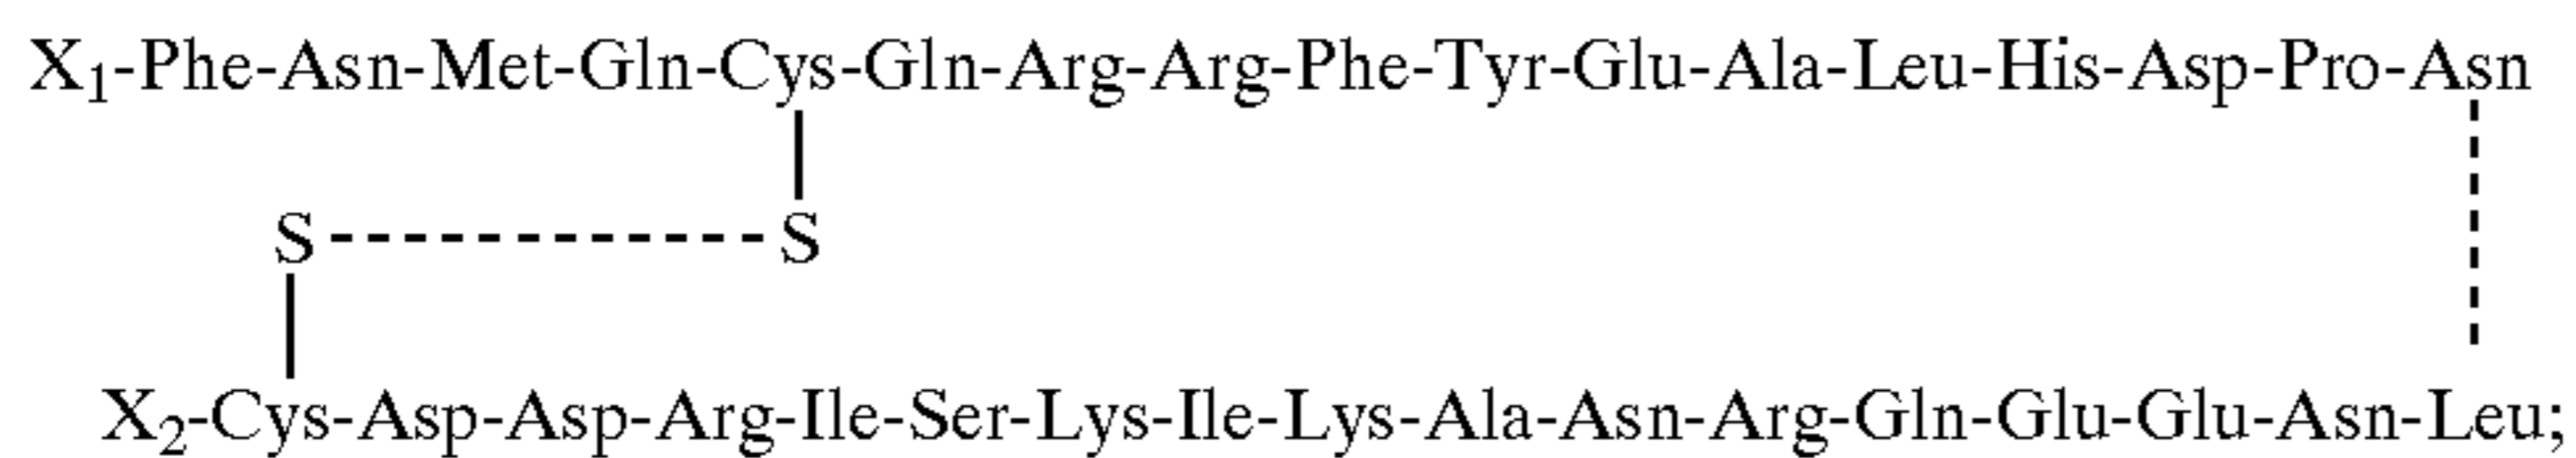 X1-Phe-Asn-Met-Gln-Cys-Gln-Arg-Arg-Phe-Tyr-Glu-Ala-Leu-His-Asp-Pro-Asn
S S
X2-Cys-Asp-Asp-Arg-Ile-Ser-Lys-Ile-Lys-Ala-Asn-Arg-Gln-Glu-Glu-Asn-Leu;